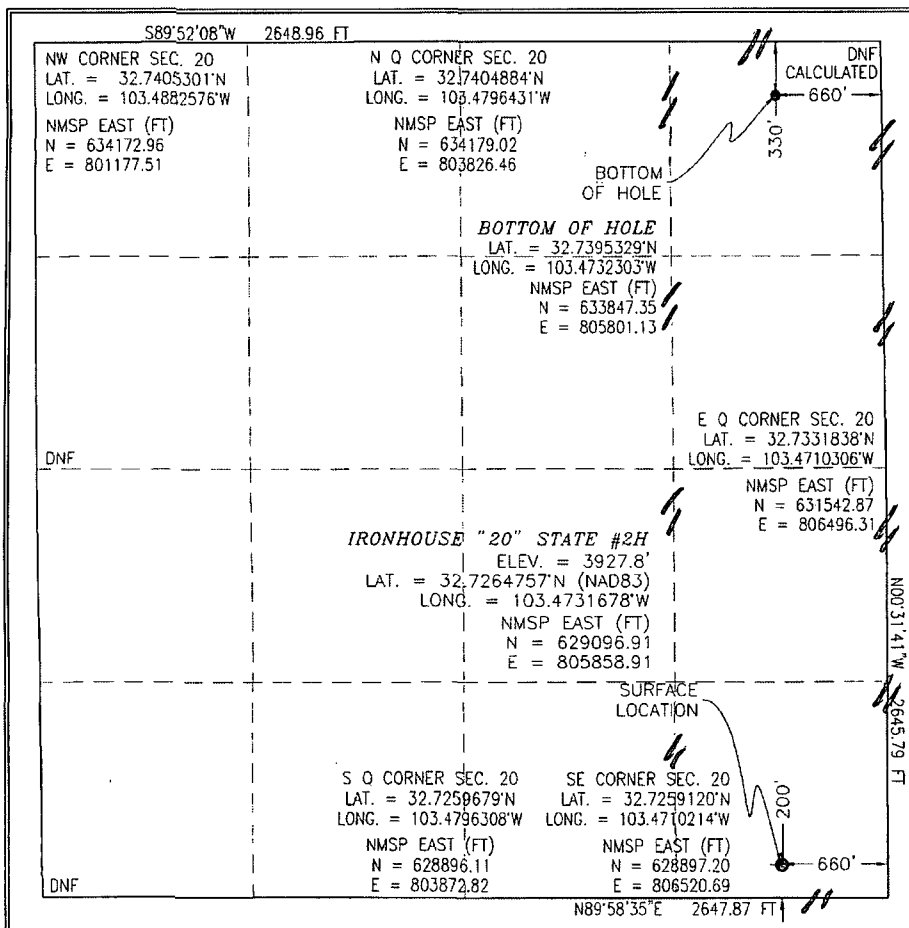 S89°52'08"W 2648.96 FT
NW CORNER SEC. 20
LAT. = 32.7405301°N
LONG. = 103.4882576°W
NMSP EAST (FT)
N = 634172.96
E = 801177.51
N Q CORNER SEC. 20
LAT. = 32.7404884°N
LONG. = 103.4796431°W
NMSP EAST (FT)
N = 634179.02
E = 803826.46
DNF
CALCULATED
660'
330'
BOTTOM
OF HOLE
BOTTOM OF HOLE
LAT. = 32.7395329°N
LONG. = 103.4732303°W
NMSP EAST (FT)
N = 633847.35
E = 805801.13
E Q CORNER SEC. 20
LAT. = 32.7331838°N
LONG. = 103.4710306°W
NMSP EAST (FT)
N = 631542.87
E = 806496.31
DNF
IRONHOUSE "20" STATE #2H
ELEV. = 3927.8'
LAT. = 32.7264757°N (NAD83)
LONG. = 103.4731678°W
NMSP EAST (FT)
N = 629096.91
E = 805858.91
N00°31'41"W 2645.79 FT
SURFACE
LOCATION
S Q CORNER SEC. 20
LAT. = 32.7259679°N
LONG. = 103.4796308°W
NMSP EAST (FT)
N = 628896.11
E = 803872.82
SE CORNER SEC. 20
LAT. = 32.7259120°N
LONG. = 103.4710214°W
NMSP EAST (FT)
N = 628897.20
E = 806520.69
200'
660'
DNF
N89°58'35"E 2647.87 FT